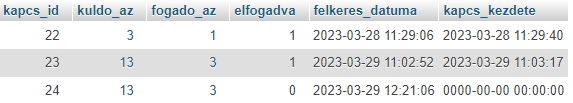 kapcs_id kuldo_az fogado_az elfogadva felkeres_datuma kapcs_kezdete
22 3 1 1 2023-03-28 11:29:06 2023-03-28 11:29:40
23 13 3 1 2023-03-29 11:02:52 2023-03-29 11:03:17
24 13 3 0 2023-03-29 12:21:06 0000-00-00 00:00:00